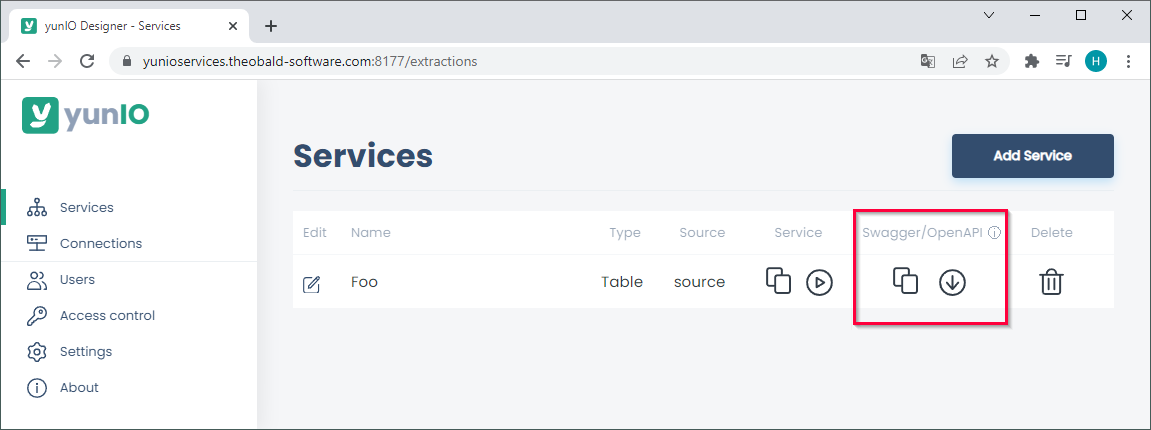 yunIO Designer - Services
yunioservices.theobald-software.com:8177/extractions
H
yunIO
Services
Connections
Users
Access control
Settings
About
Services
Add Service
Edit Name Type Source Service Swagger/OpenAPI Delete
Foo Table source